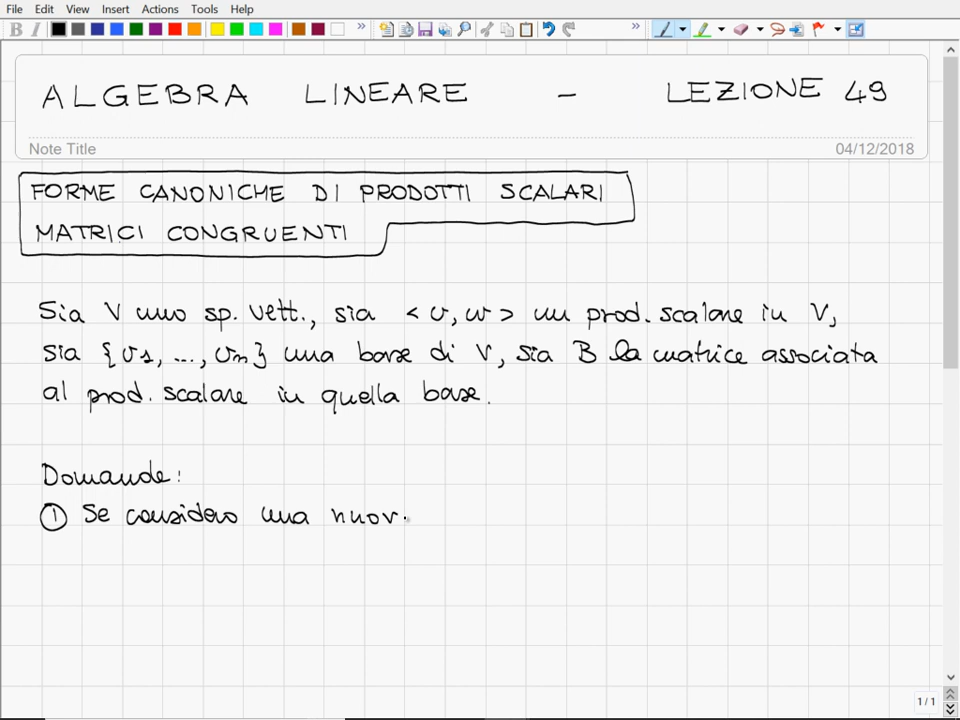 File Edit View Insert Actions Tools Help
B I
ALGEBRA LINEARE - LEZIONE 49
Note Title 04/12/2018
FORME CANONICHE DI PRODOTTI SCALARI
MATRICI CONGRUENTI
Sia V uno sp. vett., sia <v,w> un prod. scalare in V,
sia {v1, ..., vn} una base di V, sia B la matrice associata
al prod. scalare in quella base.
Domande:
① Se considero una nuov
1/1